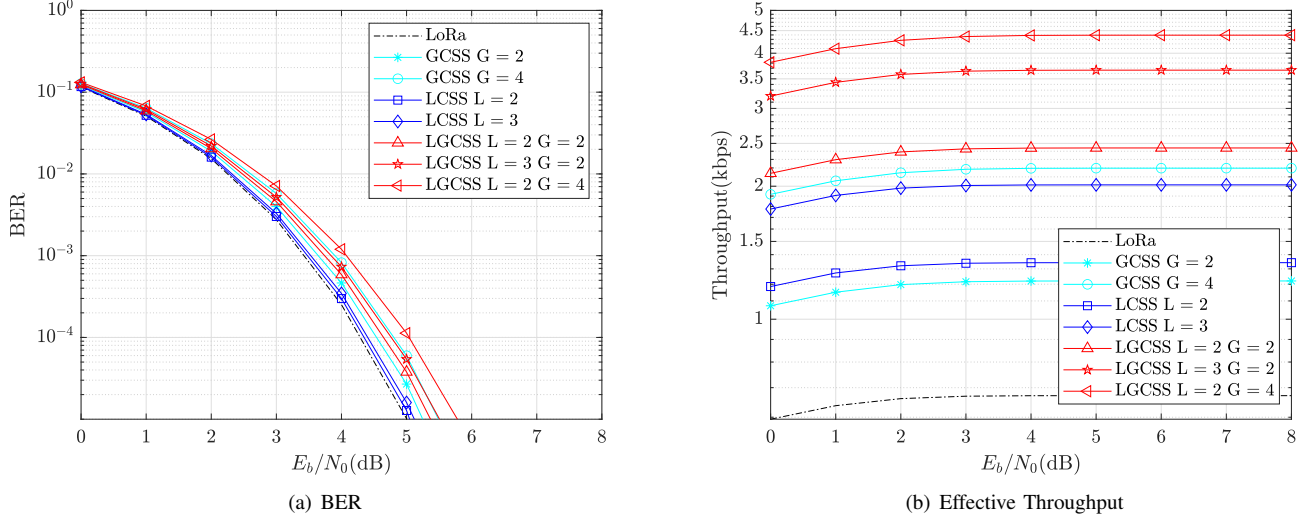 10^0
10^{-1}
10^{-2}
10^{-3}
10^{-4}
BER
0 1 2 3 4 5 6 7 8
E_b/N_0(dB)
LoRa
GCSS G = 2
GCSS G = 4
LCSS L = 2
LCSS L = 3
LGCSS L = 2 G = 2
LGCSS L = 3 G = 2
LGCSS L = 2 G = 4
(a) BER
5
4.5
4
3.5
3
2.5
2
1.5
1
Throughput(kbps)
0 1 2 3 4 5 6 7 8
E_b/N_0(dB)
LoRa
GCSS G = 2
GCSS G = 4
LCSS L = 2
LCSS L = 3
LGCSS L = 2 G = 2
LGCSS L = 3 G = 2
LGCSS L = 2 G = 4
(b) Effective Throughput